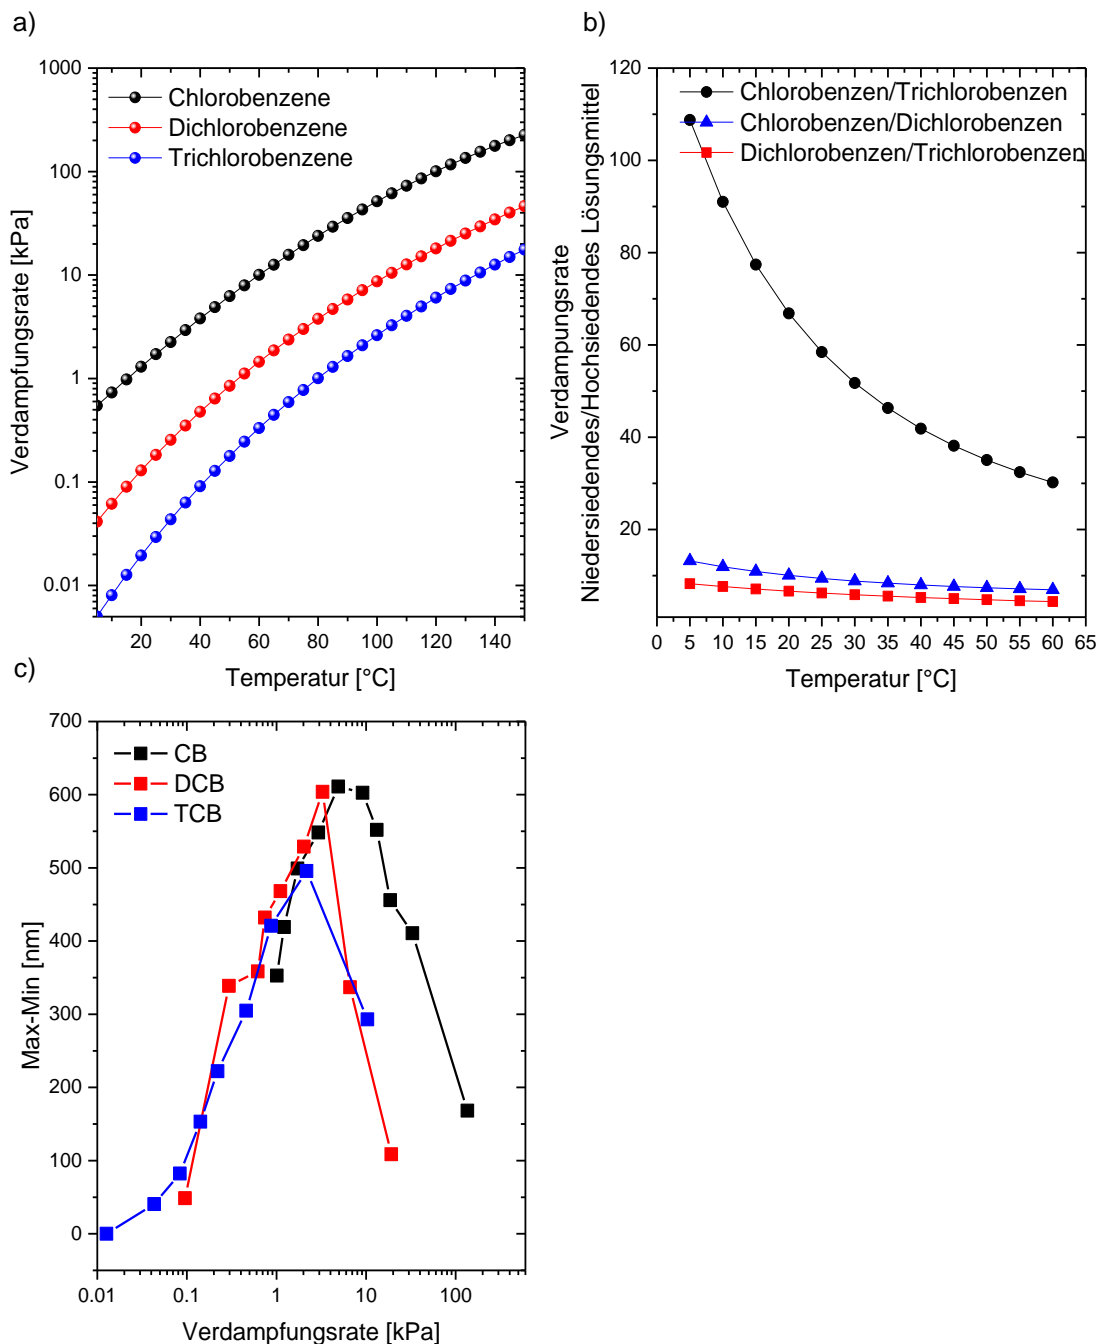 a)
1000
100
10
1
0.1
0.01
Verdampfungsrate [kPa]
Chlorobenzene
Dichlorobenzene
Trichlorobenzene
20 40 60 80 100 120 140
Temperatur [°C]
b)
120
100
80
60
40
20
Verdampungsrate
Niedersiedendes/Hochsiedendes Lösungsmittel
Chlorobenzen/Trichlorobenzen
Chlorobenzen/Dichlorobenzen
Dichlorobenzen/Trichlorobenzen
0 5 10 15 20 25 30 35 40 45 50 55 60 65
Temperatur [°C]
c)
700
600
500
400
300
200
100
0
Max-Min [nm]
CB
DCB
TCB
0.01 0.1 1 10 100
Verdampfungsrate [kPa]